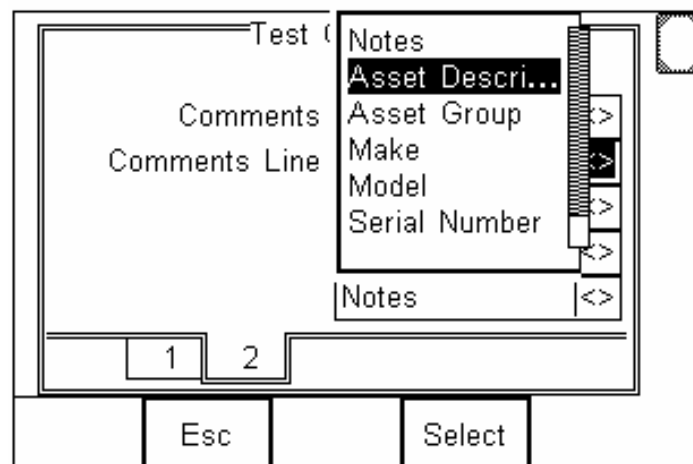 Test (
Notes
Asset Descri...
Comments Asset Group <>
Comments Line Make <>
Model <>
Serial Number <>
Notes <>
1 2
Esc Select